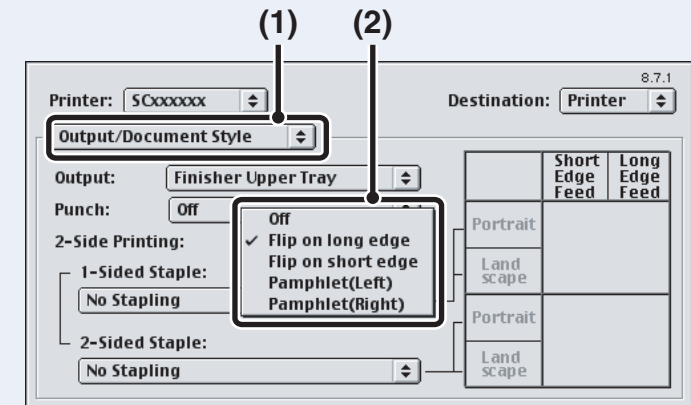 (1) (2)
8.7.1
Printer: SCxxxxxx Destination: Printer
Output/Document Style
Output: Finisher Upper Tray
Short Edge Feed
Long Edge Feed
Punch: Off
Off
Flip on long edge
Flip on short edge
Pamphlet(Left)
Pamphlet(Right)
2-Side Printing:
1-Sided Staple:
No Stapling
2-Sided Staple:
No Stapling
Portrait
Land
scape
Portrait
Land
scape